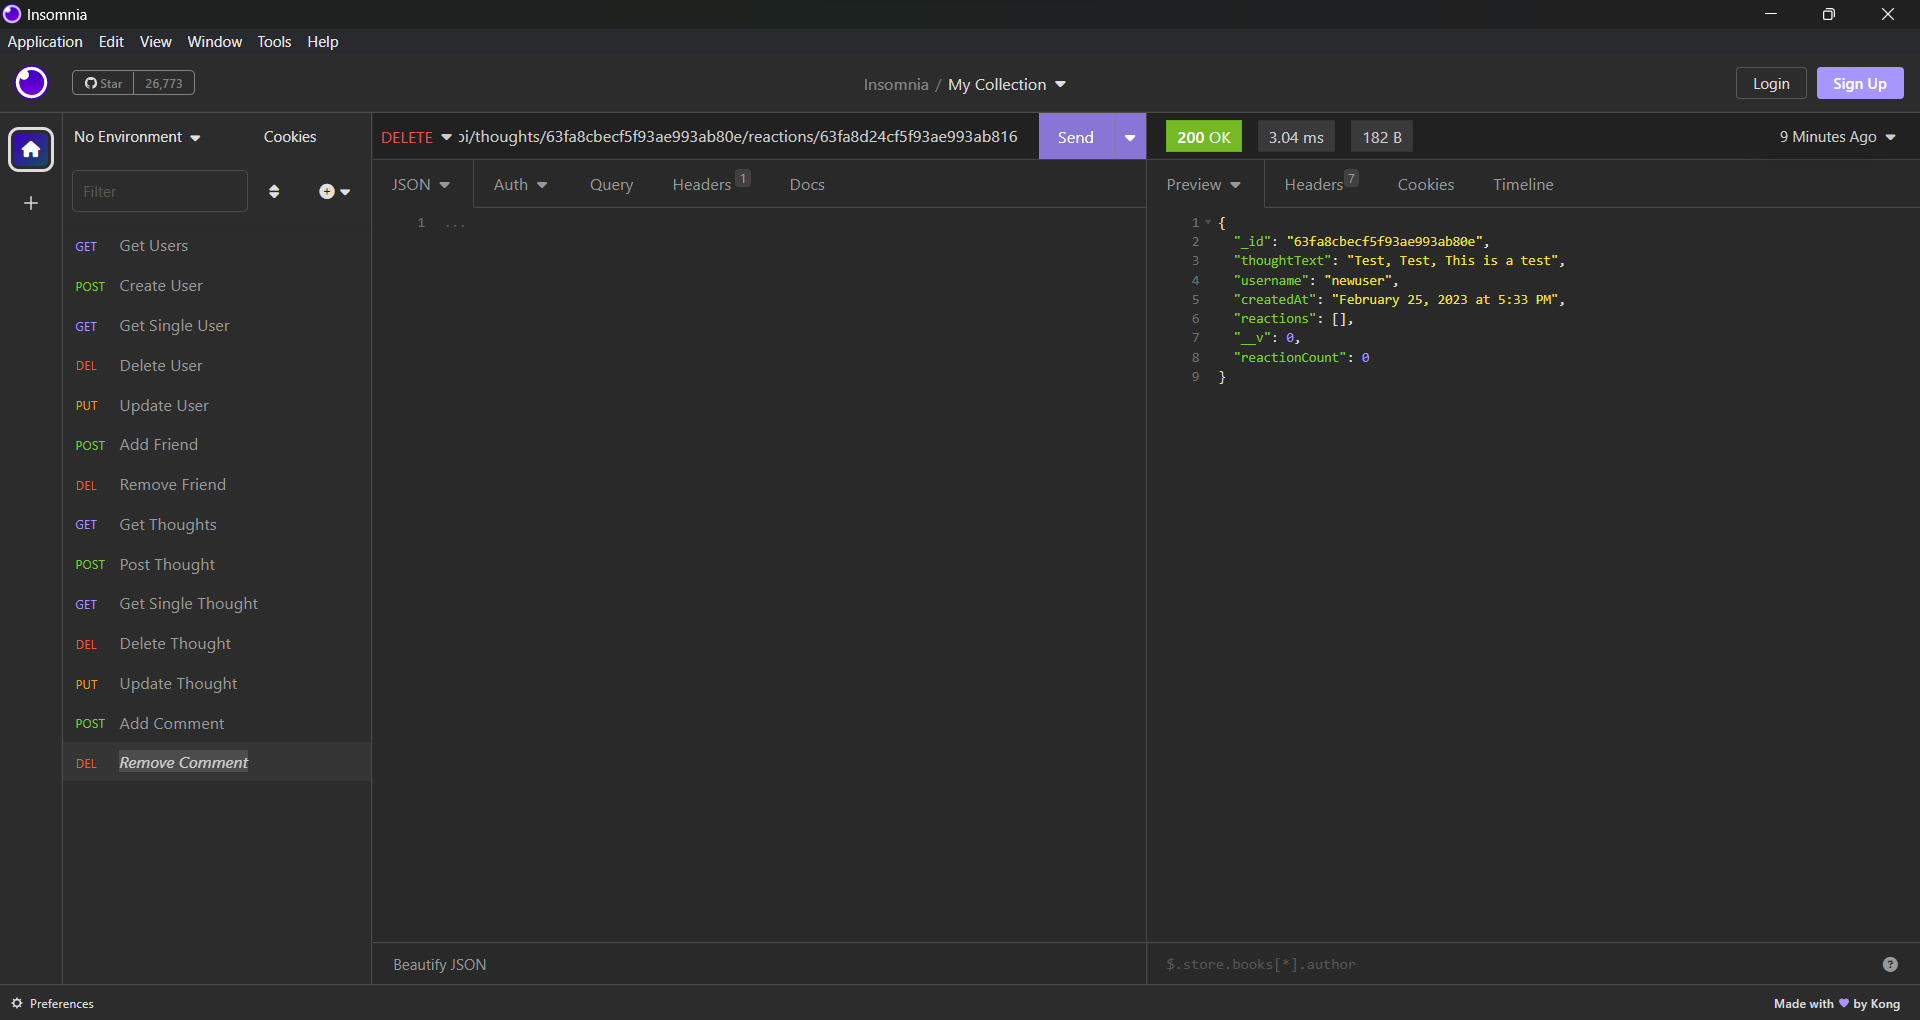 Insomnia
Application Edit View Window Tools Help
Star 26,773
Insomnia / My Collection
Login Sign Up
No Environment Cookies
DELETE oi/thoughts/63fa8cbecf5f93ae993ab80e/reactions/63fa8d24cf5f93ae993ab816 Send
200 OK 3.04 ms 182 B 9 Minutes Ago
Filter
JSON Auth Query Headers 1 Docs
Preview Headers 7 Cookies Timeline
GET Get Users
POST Create User
GET Get Single User
DEL Delete User
PUT Update User
POST Add Friend
DEL Remove Friend
GET Get Thoughts
POST Post Thought
GET Get Single Thought
DEL Delete Thought
PUT Update Thought
POST Add Comment
DEL Remove Comment
1 ...
1 {
2 "_id": "63fa8cbecf5f93ae993ab80e",
3 "thoughtText": "Test, Test, This is a test",
4 "username": "newuser",
5 "createdAt": "February 25, 2023 at 5:33 PM",
6 "reactions": [],
7 "__v": 0,
8 "reactionCount": 0
9 }
Beautify JSON
$.store.books[*].author
?
Preferences
Made with ♥ by Kong